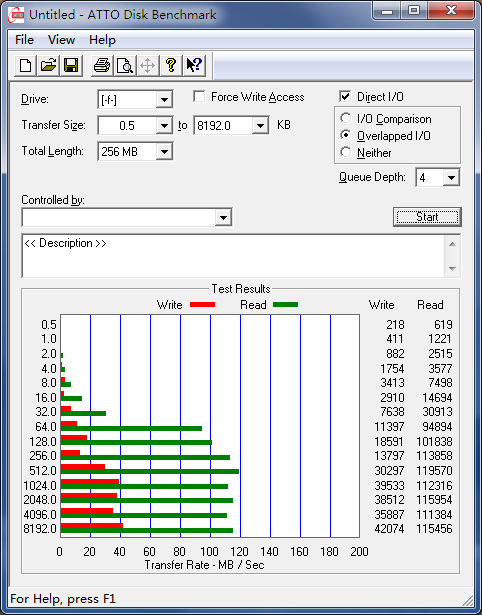 Untitled - ATTO Disk Benchmark
File View Help
Drive: [-f-] Force Write Access Direct I/O
Transfer Size: 0.5 to 8192.0 KB I/O Comparison
Overlapped I/O
Total Length: 256 MB Neither
Queue Depth: 4
Controlled by:
Start
<< Description >>
Test Results
Write Read Write Read
0.5 218 619
1.0 411 1221
2.0 882 2515
4.0 1754 3577
8.0 3413 7498
16.0 2910 14694
32.0 7638 30913
64.0 11397 94894
128.0 18591 101838
256.0 13797 113858
512.0 30297 119570
1024.0 39533 112316
2048.0 38512 115954
4096.0 35887 111384
8192.0 42074 115456
0 20 40 60 80 100 120 140 160 180 200
Transfer Rate - MB / Sec
For Help, press F1